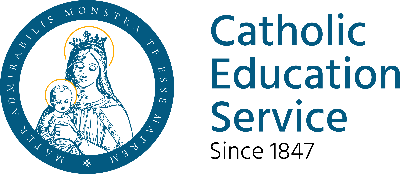 MATER ADMIRABILIS MONSTRA TE ESSE MATREM
Catholic
Education
Service
Since 1847